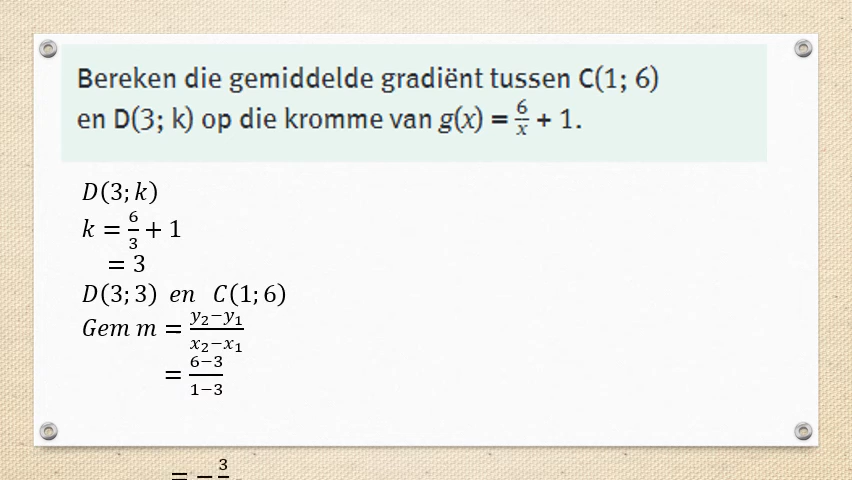 Bereken die gemiddelde gradiënt tussen C(1; 6)
en D(3; k) op die kromme van g(x) = 6/x + 1.
D(3; k)
k = 6/3 + 1
= 3
D(3; 3) en C(1; 6)
Gem m = y₂−y₁/x₂−x₁
= 6−3/1−3
= − 3